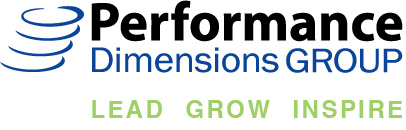 Performance
Dimensions GROUP
LEAD GROW INSPIRE